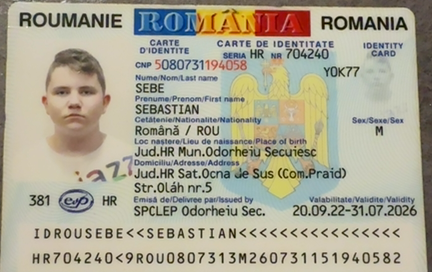 ROUMANIE ROMÂNIA ROMANIA
CARTE D'IDENTITE
CARTE DE IDENTITATE
IDENTITY CARD
SERIA HR NR 704240
CNP 5080731194058
YOK77
Nume/Nom/Last name
SEBE
Prenume/Prenom/First name
SEBASTIAN
Cetăţenie/Nationalite/Nationality
Română / ROU
Sex/Sexe/Sex
M
Loc naştere/Lieu de naissance/Place of birth
Jud.HR Mun.Odorheiu Secuiesc
Domiciliu/Adresse/Address
Jud.HR Sat.Ocna de Sus (Com.Praid)
Str.Oláh nr.5
jazz
381 HR
Emisă de/Delivree par/Issued by
SPCLEP Odorheiu Sec.
Valabilitate/Validite/Validity
20.09.22-31.07.2026
IDROUSEBE<<SEBASTIAN<<<<<<<<<<<<<<<<
HR704240<9ROU0807313M260731151940582